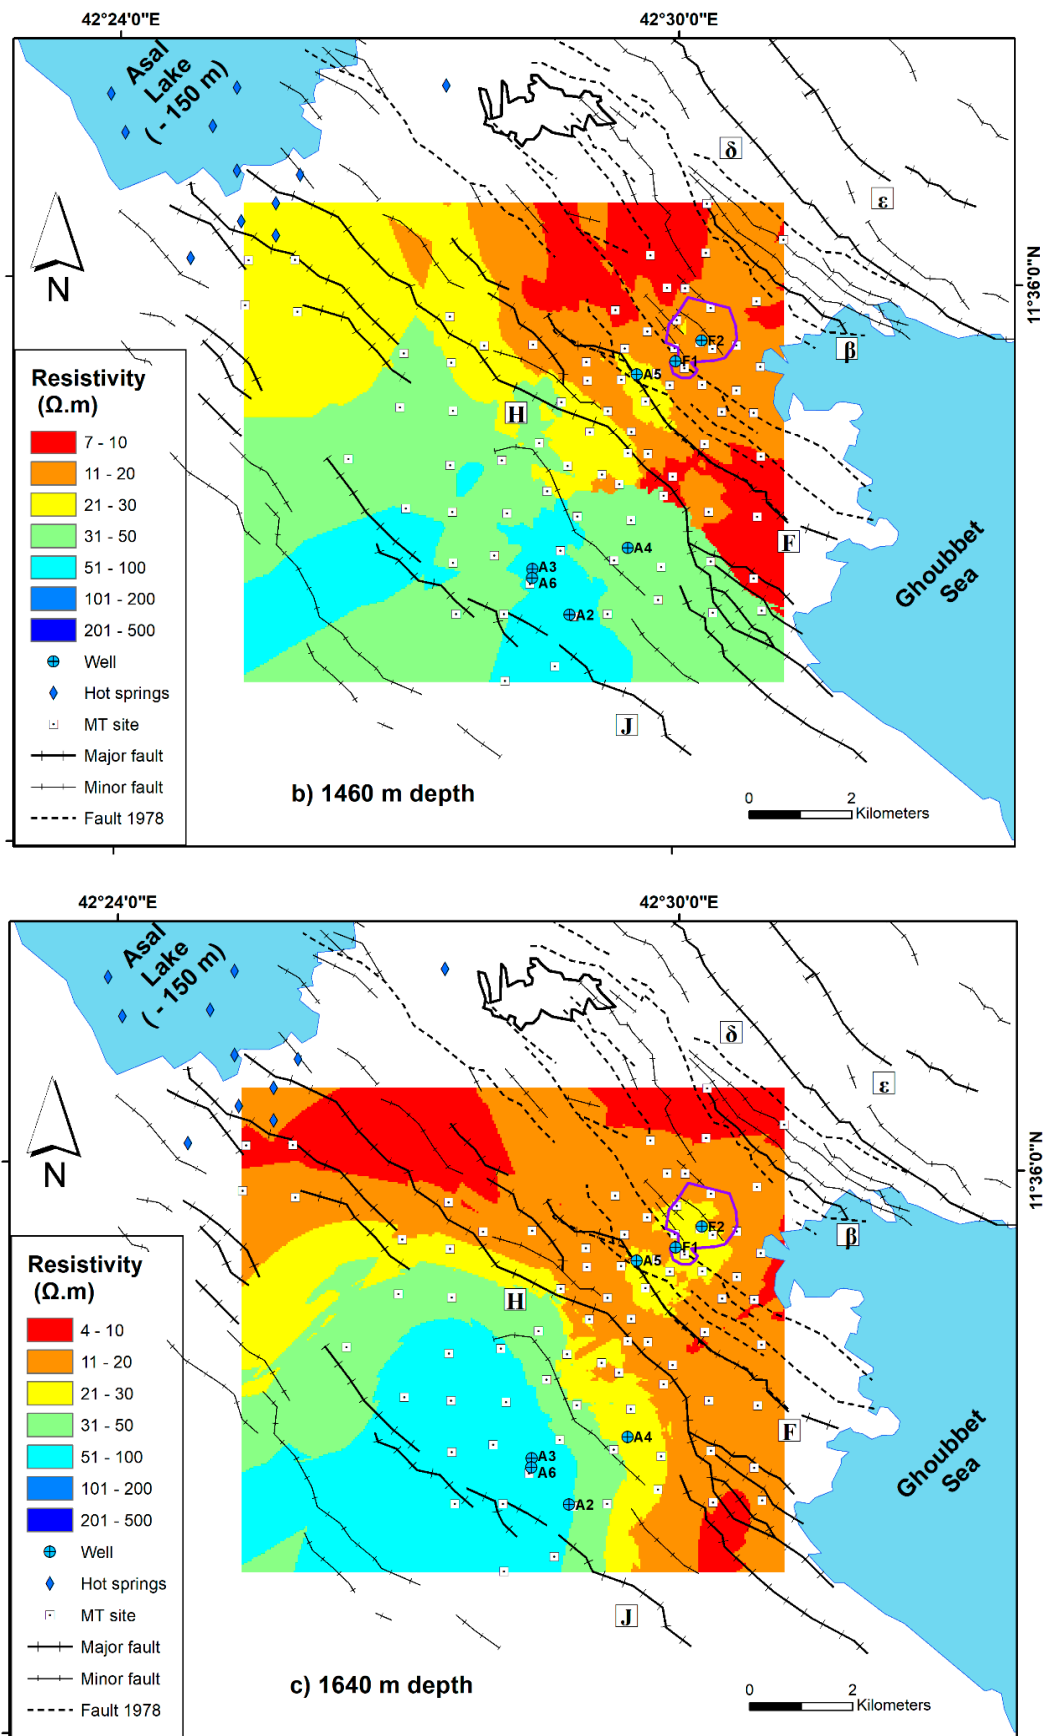 42°24'0"E
42°30'0"E
Asal
Lake
(- 150 m)
δ
ε
11°36'0"N
N
F2
β
F1
A5
H
Resistivity
(Ω.m)
7 - 10
11 - 20
21 - 30
31 - 50
51 - 100
101 - 200
201 - 500
Well
Hot springs
MT site
Major fault
Minor fault
Fault 1978
F
A4
A3
A6
A2
Ghoubbet
Sea
J
b) 1460 m depth
0
2
Kilometers
42°24'0"E
42°30'0"E
Asal
Lake
(- 150 m)
δ
ε
11°36'0"N
N
F2
β
F1
A5
H
Resistivity
(Ω.m)
4 - 10
11 - 20
21 - 30
31 - 50
51 - 100
101 - 200
201 - 500
Well
Hot springs
MT site
Major fault
Minor fault
Fault 1978
F
A4
A3
A6
A2
Ghoubbet
Sea
J
c) 1640 m depth
0
2
Kilometers